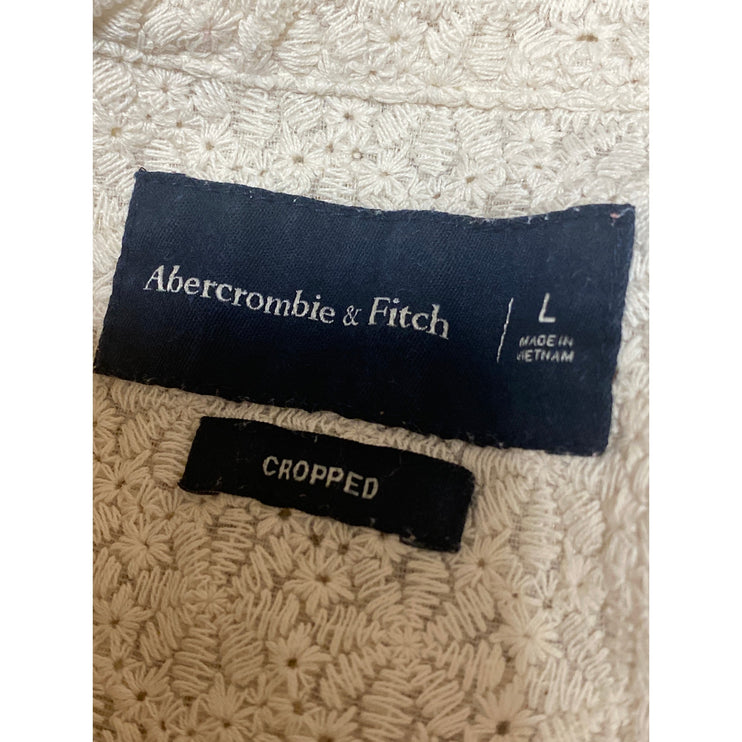 Abercrombie & Fitch
L
MADE IN
VIETNAM
CROPPED